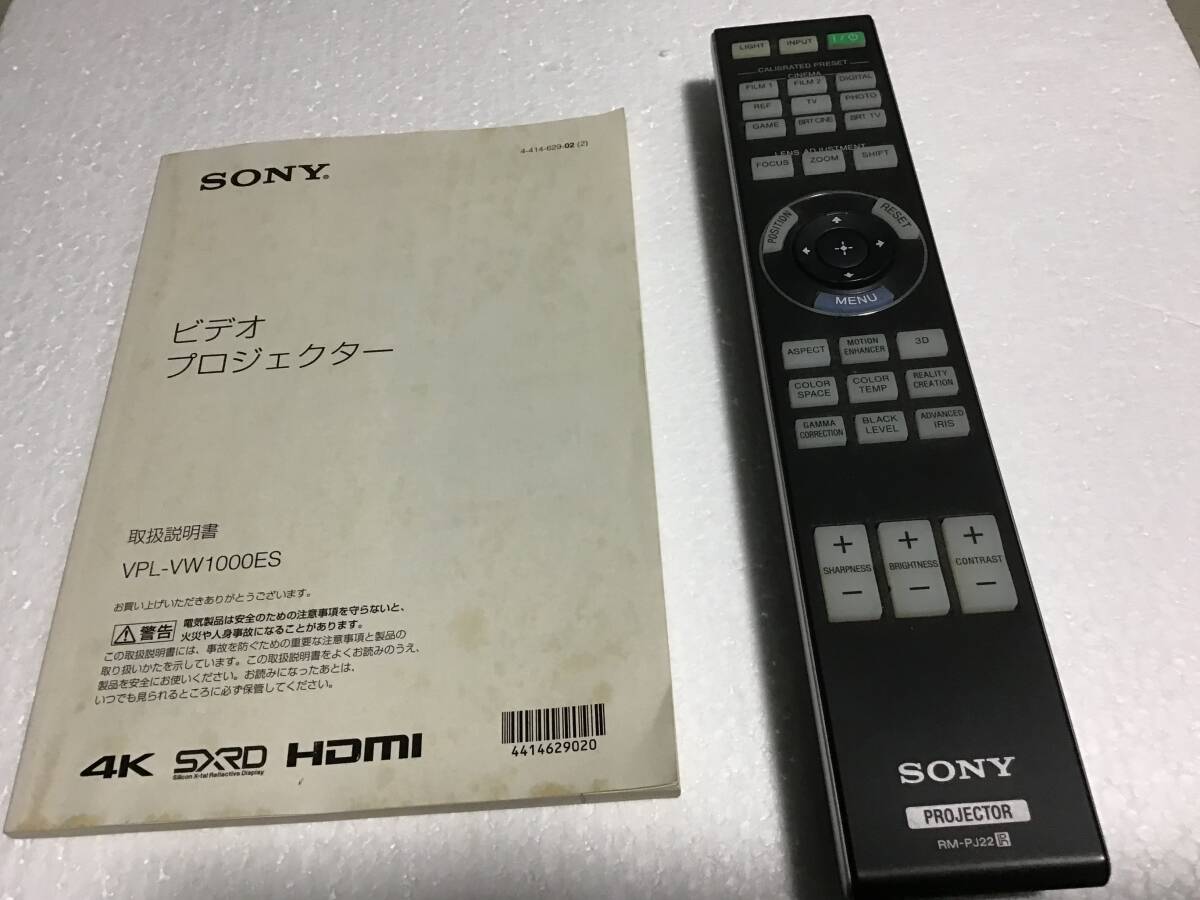 4-414-629-02 (2)
SONY®
ビデオ
プロジェクター
取扱説明書
VPL-VW1000ES
お買い上げいただきありがとうございます。
警告
電気製品は安全のための注意事項を守らないと、
火災や人身事故になることがあります。
この取扱説明書には、事故を防ぐための重要な注意事項と製品の
取り扱いかたを示しています。この取扱説明書をよくお読みのうえ、
製品を安全にお使いください。お読みになったあとは、
いつでも見られるところに必ず保管してください。
4K SXRD HDMI
Silicon X-tal Reflective Display
4414629020
LIGHT INPUT I/⏻
CALIBRATED PRESET
CINEMA
FILM 1 FILM 2 DIGITAL
REF TV PHOTO
GAME BRT CINE BRT TV
LENS ADJUSTMENT
FOCUS ZOOM SHIFT
POSITION RESET
MENU
ASPECT MOTION ENHANCER 3D
COLOR SPACE COLOR TEMP REALITY CREATION
GAMMA CORRECTION BLACK LEVEL ADVANCED IRIS
+ + +
SHARPNESS BRIGHTNESS CONTRAST
− − −
SONY
PROJECTOR
RM-PJ22